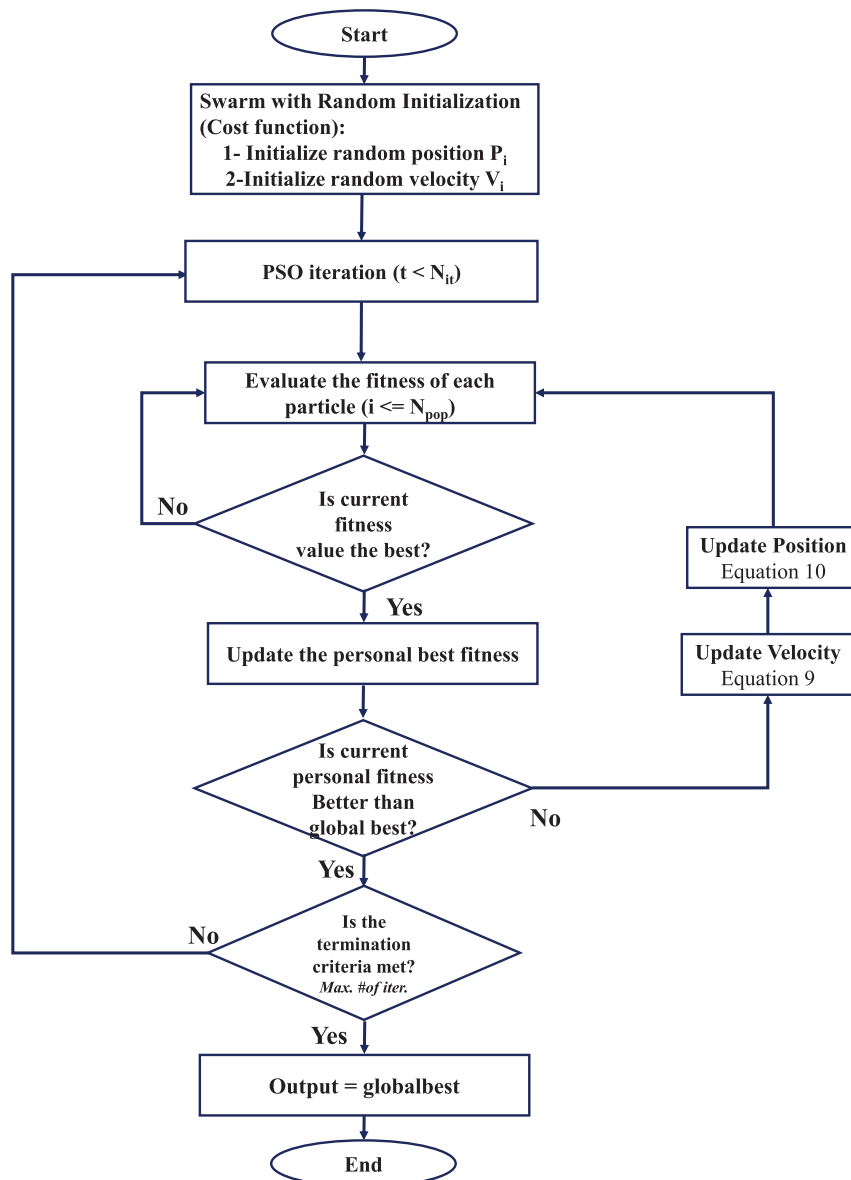 Start
Swarm with Random Initialization
(Cost function):
1- Initialize random position Pi
2-Initialize random velocity Vi
PSO iteration (t < Nit)
Evaluate the fitness of each
particle (i <= Npop)
Is current
fitness
value the best?
No
Yes
Update the personal best fitness
Update Position
Equation 10
Update Velocity
Equation 9
Is current
personal fitness
Better than
global best?
No
Yes
Is the
termination
criteria met?
Max. #of iter.
No
Yes
Output = globalbest
End